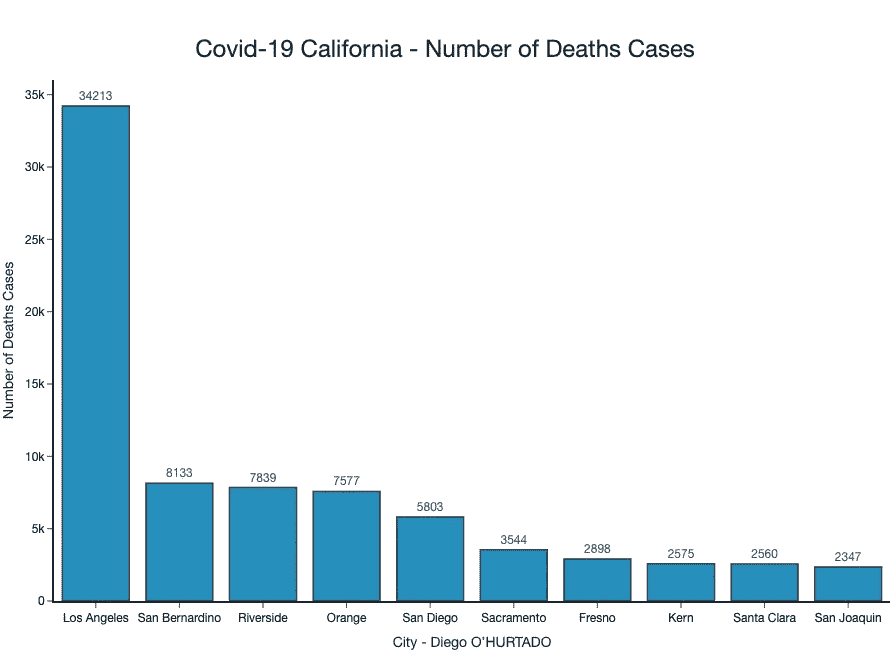 Covid-19 California - Number of Deaths Cases
Number of Deaths Cases
35k
30k
25k
20k
15k
10k
5k
0
34213
8133
7839
7577
5803
3544
2898
2575
2560
2347
Los Angeles
San Bernardino
Riverside
Orange
San Diego
Sacramento
Fresno
Kern
Santa Clara
San Joaquin
City - Diego O'HURTADO